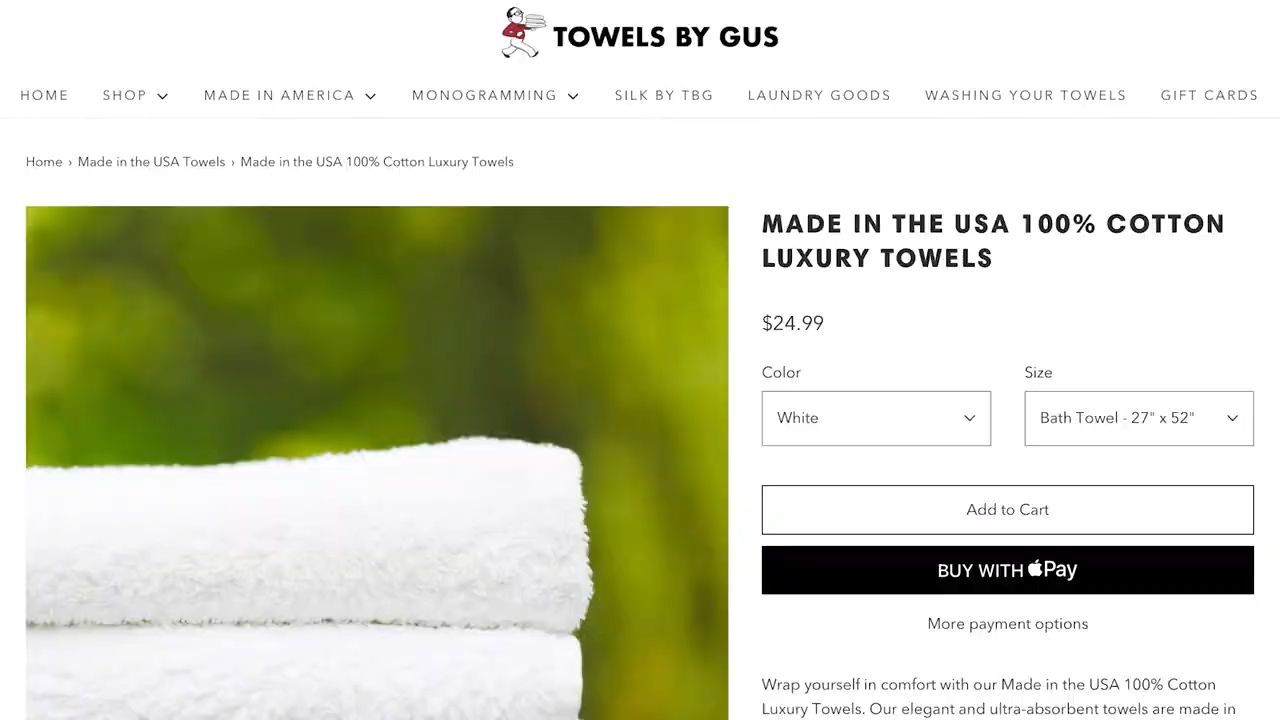 TOWELS BY GUS
HOME SHOP MADE IN AMERICA MONOGRAMMING SILK BY TBG LAUNDRY GOODS WASHING YOUR TOWELS GIFT CARDS
Home › Made in the USA Towels › Made in the USA 100% Cotton Luxury Towels
MADE IN THE USA 100% COTTON
LUXURY TOWELS
$24.99
Color Size
White Bath Towel - 27" x 52"
Add to Cart
BUY WITH Pay
More payment options
Wrap yourself in comfort with our Made in the USA 100% Cotton
Luxury Towels. Our elegant and ultra-absorbent towels are made in